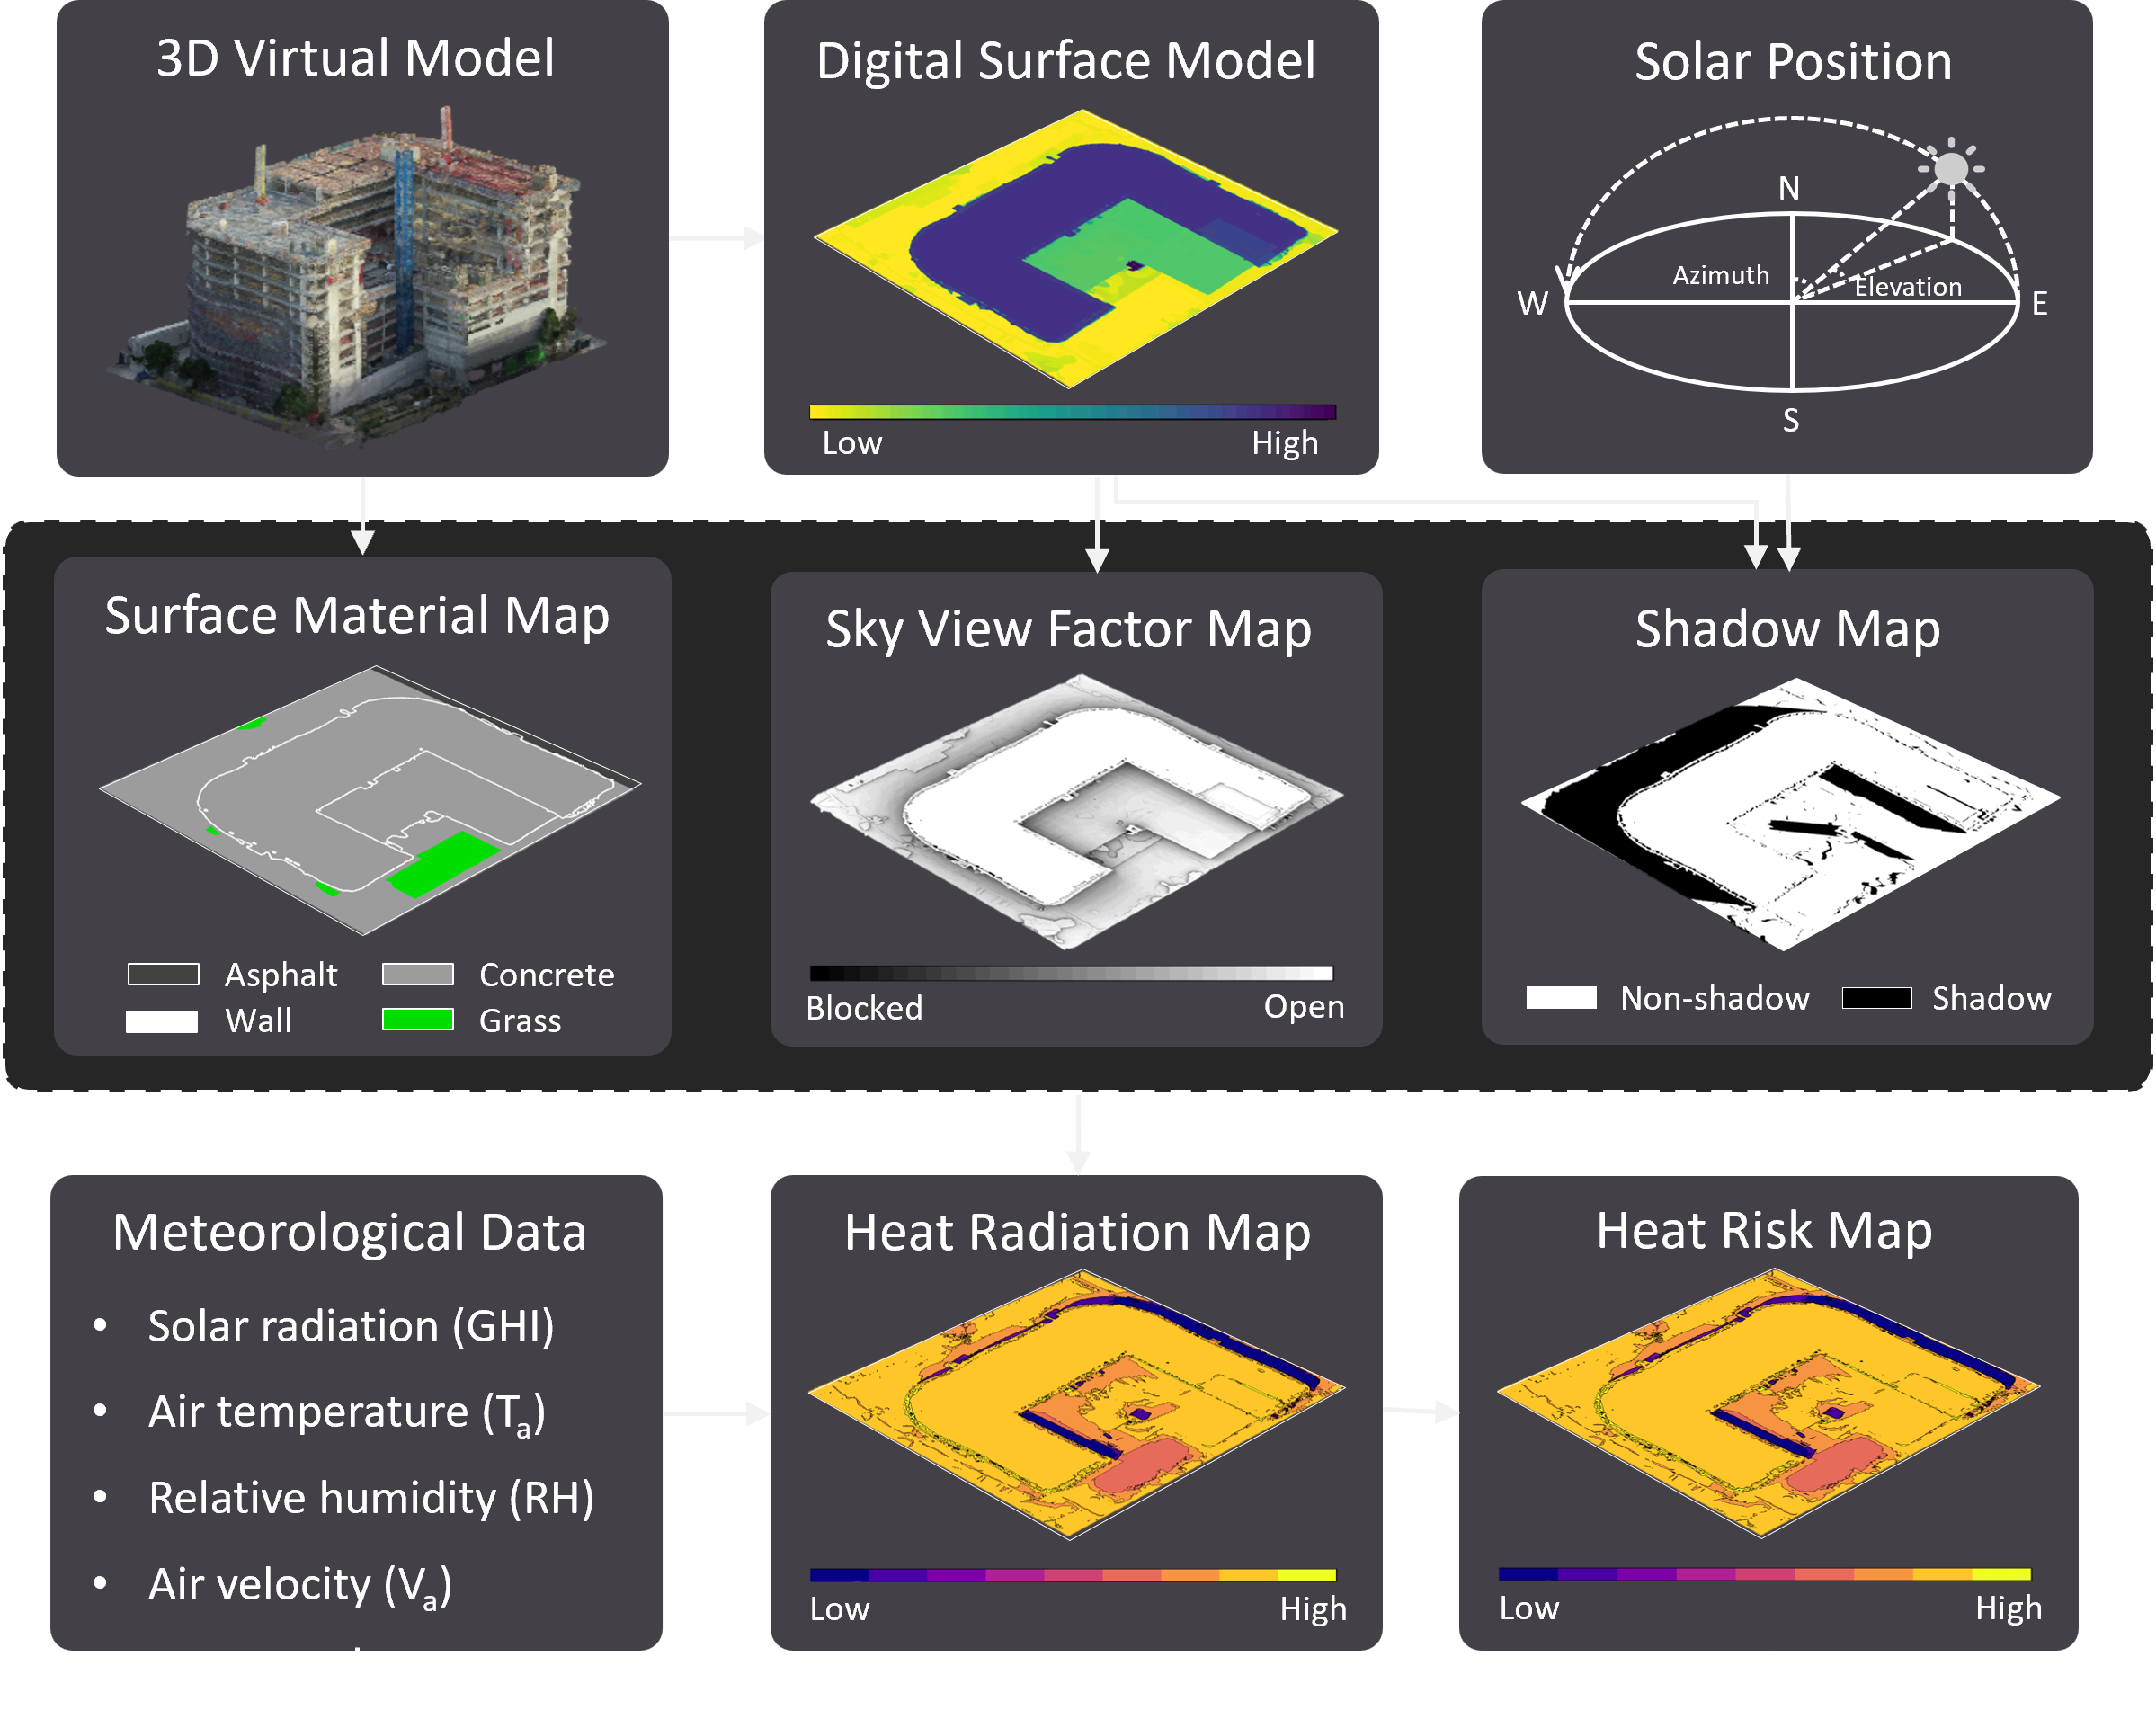 3D Virtual Model
Digital Surface Model
Low
High
Solar Position
N
Azimuth
Elevation
W
E
S
Surface Material Map
Asphalt
Concrete
Wall
Grass
Sky View Factor Map
Blocked
Open
Shadow Map
Non-shadow
Shadow
Meteorological Data
• Solar radiation (GHI)
• Air temperature (Tₐ)
• Relative humidity (RH)
• Air velocity (Vₐ)
Heat Radiation Map
Low
High
Heat Risk Map
Low
High